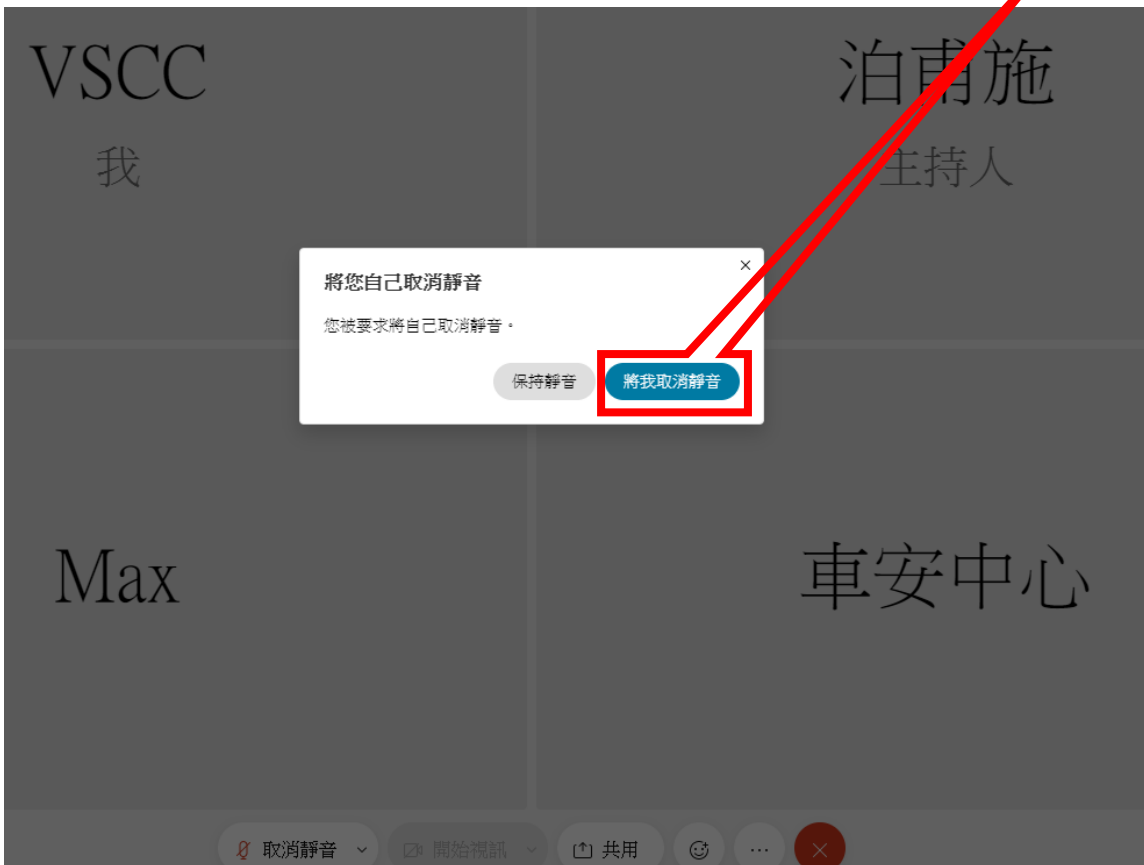 VSCC
我
泊甫施
主持人
將您自己取消靜音
您被要求將自己取消靜音。
保持靜音
將我取消靜音
Max
車安中心
取消靜音
開始視訊
共用